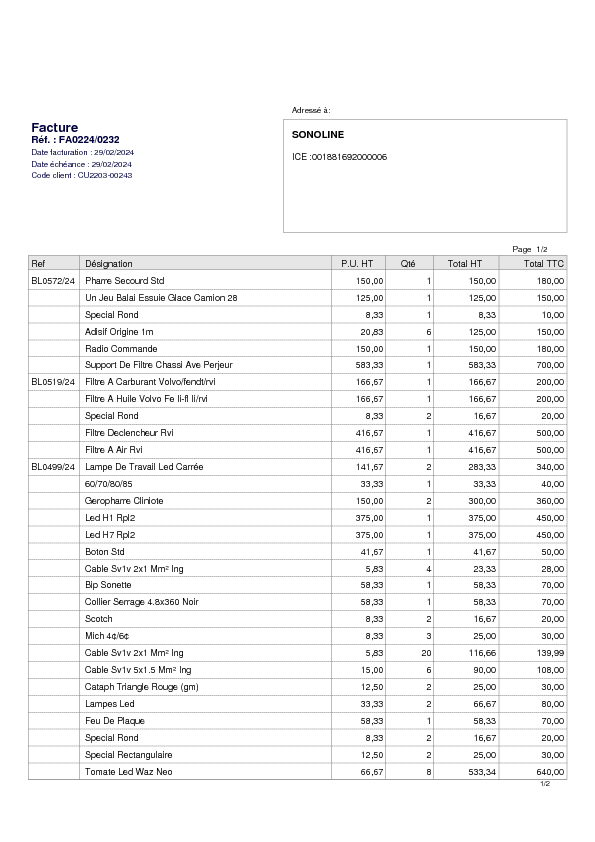 Adressé à:
Facture
Réf. : FA0224/0232
Date facturation : 29/02/2024
Date échéance : 29/02/2024
Code client : CU2203-00243
SONOLINE
ICE :001881692000006
Page 1/2
Ref Désignation P.U. HT Qté Total HT Total TTC
BL0572/24 Pharre Secourd Std 150,00 1 150,00 180,00
Un Jeu Balai Essuie Glace Camion 28 125,00 1 125,00 150,00
Special Rond 8,33 1 8,33 10,00
Adisif Origine 1m 20,83 6 125,00 150,00
Radio Commande 150,00 1 150,00 180,00
Support De Filtre Chassi Ave Perjeur 583,33 1 583,33 700,00
BL0519/24 Filtre A Carburant Volvo/fendt/rvi 166,67 1 166,67 200,00
Filtre A Huile Volvo Fe Ii-fl Ii/rvi 166,67 1 166,67 200,00
Special Rond 8,33 2 16,67 20,00
Filtre Declencheur Rvi 416,67 1 416,67 500,00
Filtre A Air Rvi 416,67 1 416,67 500,00
BL0499/24 Lampe De Travail Led Carrée 141,67 2 283,33 340,00
60/70/80/85 33,33 1 33,33 40,00
Geropharre Cliniote 150,00 2 300,00 360,00
Led H1 Rpl2 375,00 1 375,00 450,00
Led H7 Rpl2 375,00 1 375,00 450,00
Boton Std 41,67 1 41,67 50,00
Cable Sv1v 2x1 Mm² Ing 5,83 4 23,33 28,00
Bip Sonette 58,33 1 58,33 70,00
Collier Serrage 4.8x360 Noir 58,33 1 58,33 70,00
Scotch 8,33 2 16,67 20,00
Mich 4¢/6¢ 8,33 3 25,00 30,00
Cable Sv1v 2x1 Mm² Ing 5,83 20 116,66 139,99
Cable Sv1v 5x1.5 Mm² Ing 15,00 6 90,00 108,00
Cataph Triangle Rouge (gm) 12,50 2 25,00 30,00
Lampes Led 33,33 2 66,67 80,00
Feu De Plaque 58,33 1 58,33 70,00
Special Rond 8,33 2 16,67 20,00
Special Rectangulaire 12,50 2 25,00 30,00
Tomate Led Waz Neo 66,67 8 533,34 640,00
1/2